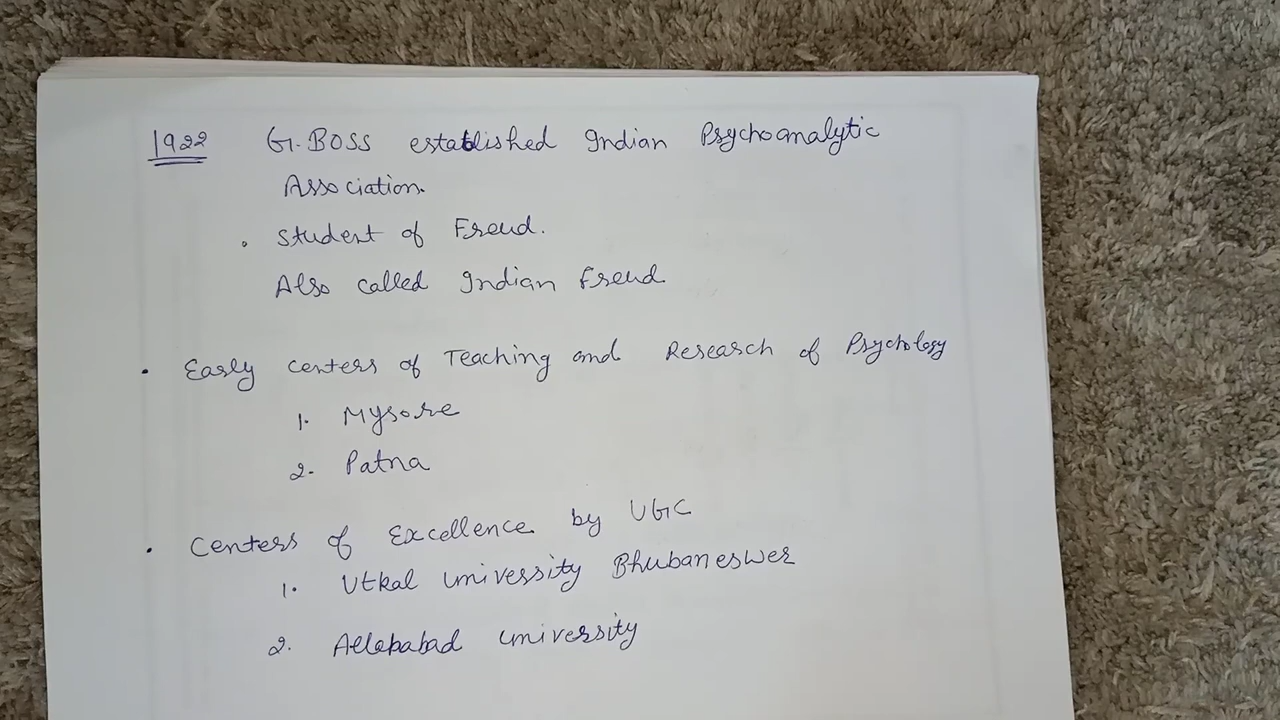 1922 G. BOSS established Indian Psychoanalytic
Association.
. Student of Freud.
Also called Indian Freud
. Early centers of Teaching and Research of Psychology
1. Mysore
2. Patna
. Centers of Excellence by UGC
1. Utkal University Bhubaneswer
2. Allahabad University